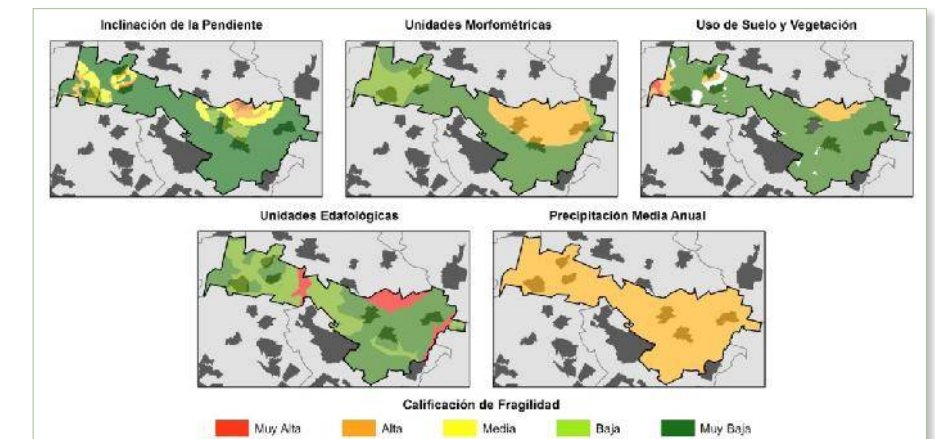 Inclinación de la Pendiente
Unidades Morfométricas
Uso de Suelo y Vegetación
Unidades Edafológicas
Precipitación Media Anual
Calificación de Fragilidad
Muy Alta
Alta
Media
Baja
Muy Baja